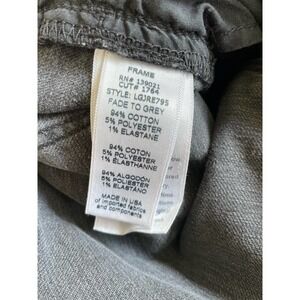 FRAME
RN# 139021
CUT# 1764
STYLE: LGJRE795
FADE TO GREY
94% COTTON
5% POLYESTER
1% ELASTANE
94% COTON
5% POLYESTER
1% ELASTHANNE
94% ALGODÓN
5% POLIESTER
1% ELASTANO
MADE IN USA
of imported fabrics
and components